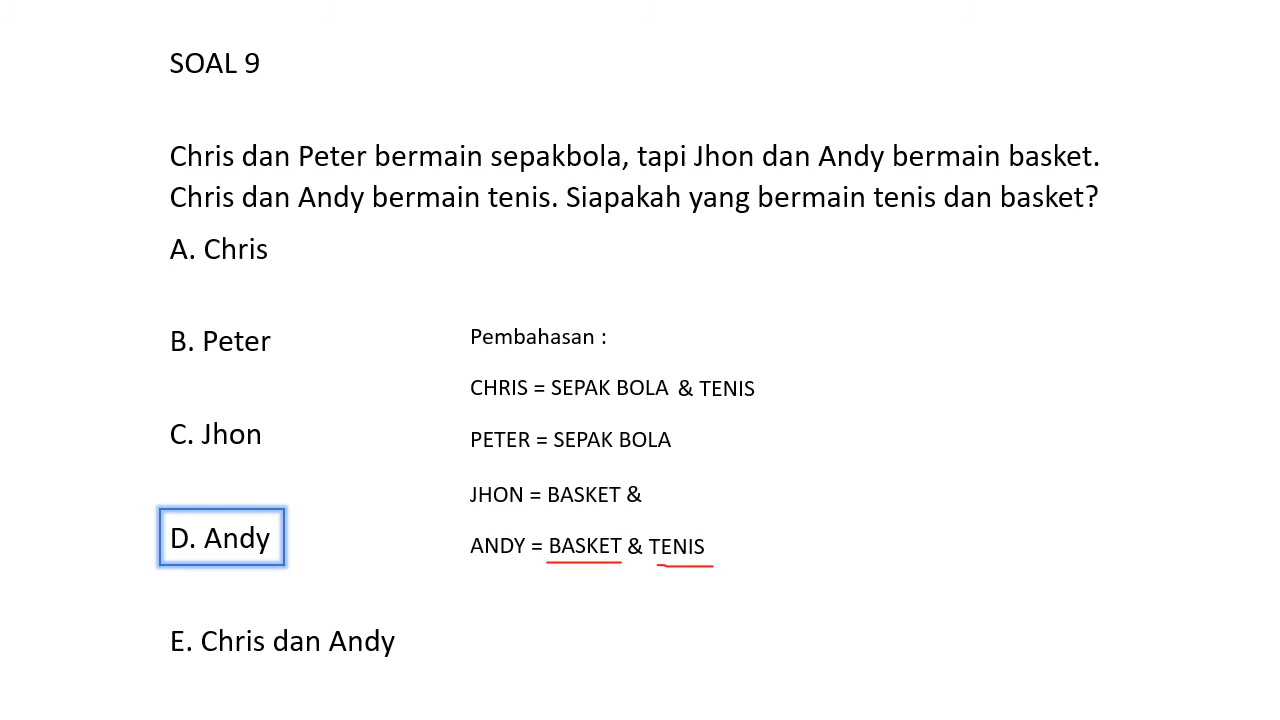 SOAL 9
Chris dan Peter bermain sepakbola, tapi Jhon dan Andy bermain basket.
Chris dan Andy bermain tenis. Siapakah yang bermain tenis dan basket?
A. Chris
B. Peter
C. Jhon
D. Andy
E. Chris dan Andy
Pembahasan :
CHRIS = SEPAK BOLA & TENIS
PETER = SEPAK BOLA
JHON = BASKET &
ANDY = BASKET & TENIS